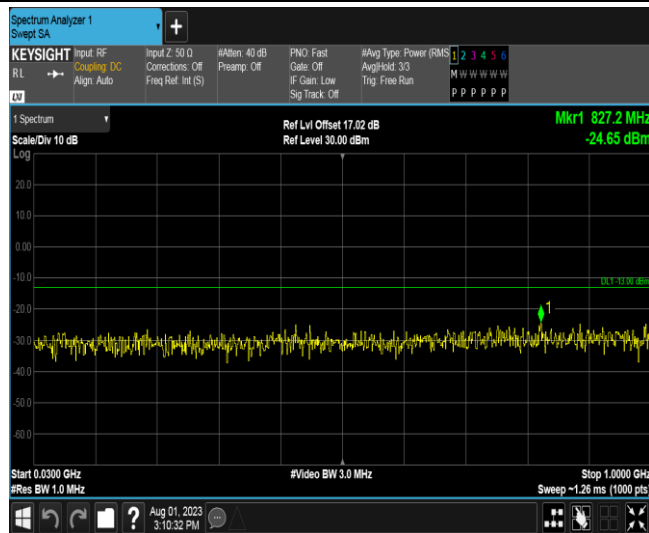 Spectrum Analyzer 1
Swept SA
KEYSIGHT
RL
LXI
Input: RF
Coupling: DC
Align: Auto
Input Z: 50 Ω
Corrections: Off
Freq Ref: Int (S)
#Atten: 40 dB
Preamp: Off
PNO: Fast
Gate: Off
IF Gain: Low
Sig Track: Off
#Avg Type: Power (RMS
Avg|Hold: 3/3
Trig: Free Run
1 2 3 4 5 6
M W W W W W
P P P P P P
1 Spectrum
Scale/Div 10 dB
Log
Ref Lvl Offset 17.02 dB
Ref Level 30.00 dBm
Mkr1 827.2 MHz
-24.65 dBm
20.0
10.0
0.00
-10.0
DL1 -13.00 dBm
-20.0
1
-30.0
-40.0
-50.0
-60.0
Start 0.0300 GHz
#Video BW 3.0 MHz
Stop 1.0000 GHz
#Res BW 1.0 MHz
Sweep ~1.26 ms (1000 pts)
?
Aug 01, 2023
3:10:32 PM